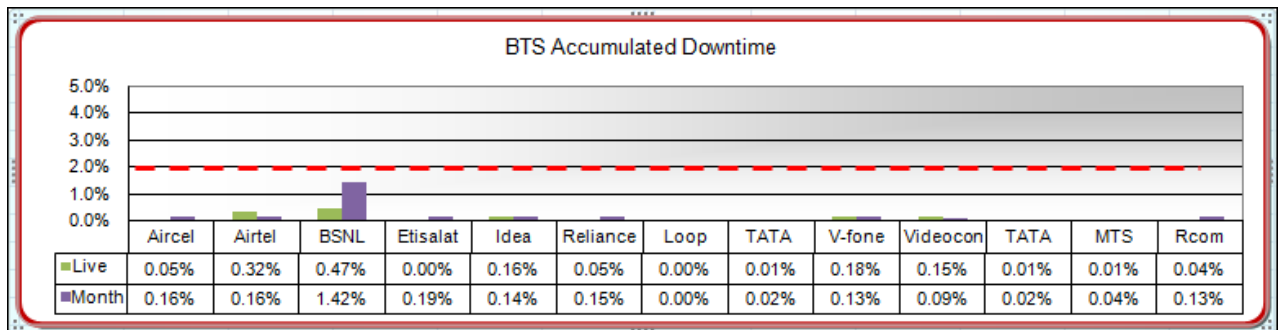 BTS Accumulated Downtime
5.0%
4.0%
3.0%
2.0%
1.0%
0.0%
Aircel Airtel BSNL Etisalat Idea Reliance Loop TATA V-fone Videocon TATA MTS Rcom
Live 0.05% 0.32% 0.47% 0.00% 0.16% 0.05% 0.00% 0.01% 0.18% 0.15% 0.01% 0.01% 0.04%
Month 0.16% 0.16% 1.42% 0.19% 0.14% 0.15% 0.00% 0.02% 0.13% 0.09% 0.02% 0.04% 0.13%